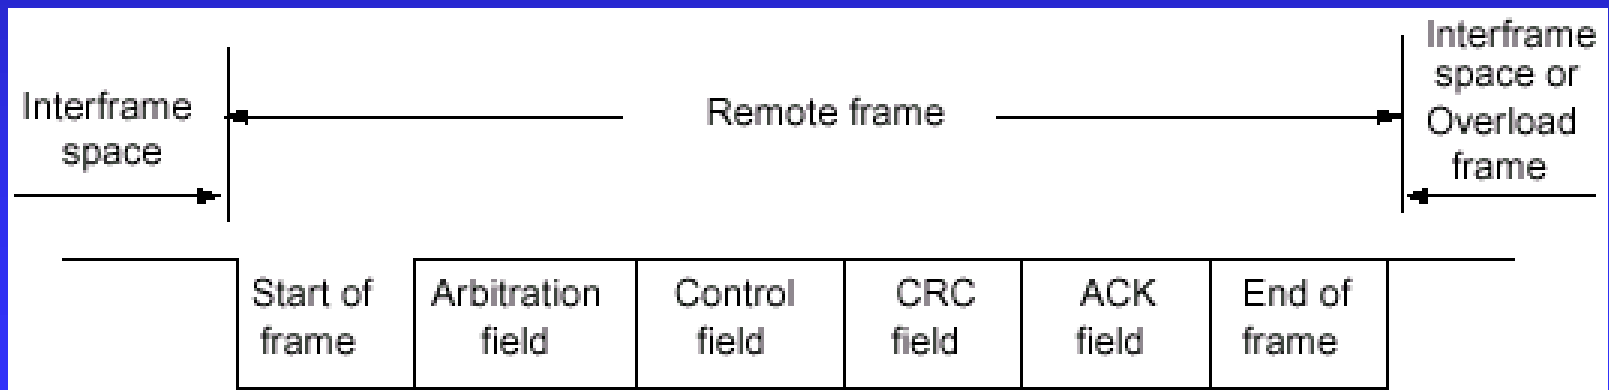 Interframe
space
Remote frame
Interframe
space or
Overload
frame
Start of
frame
Arbitration
field
Control
field
CRC
field
ACK
field
End of
frame